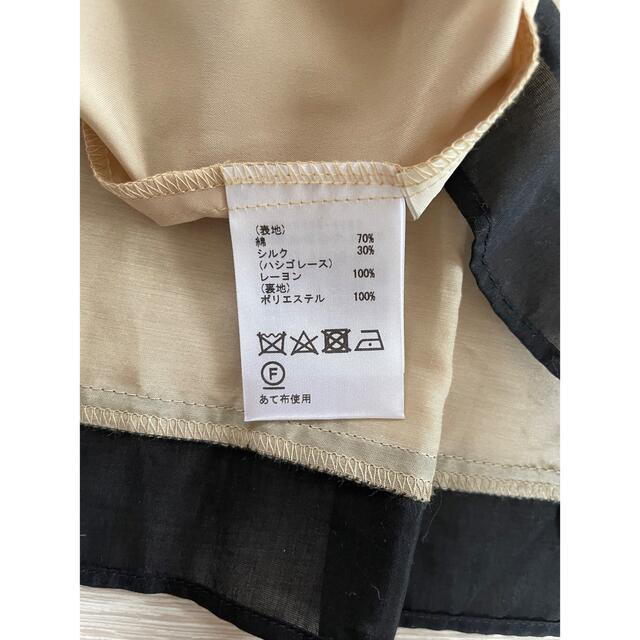 (表地)
綿 70%
シルク 30%
(ハシゴレース)
レーヨン 100%
(裏地)
ポリエステル 100%
F
あて布使用